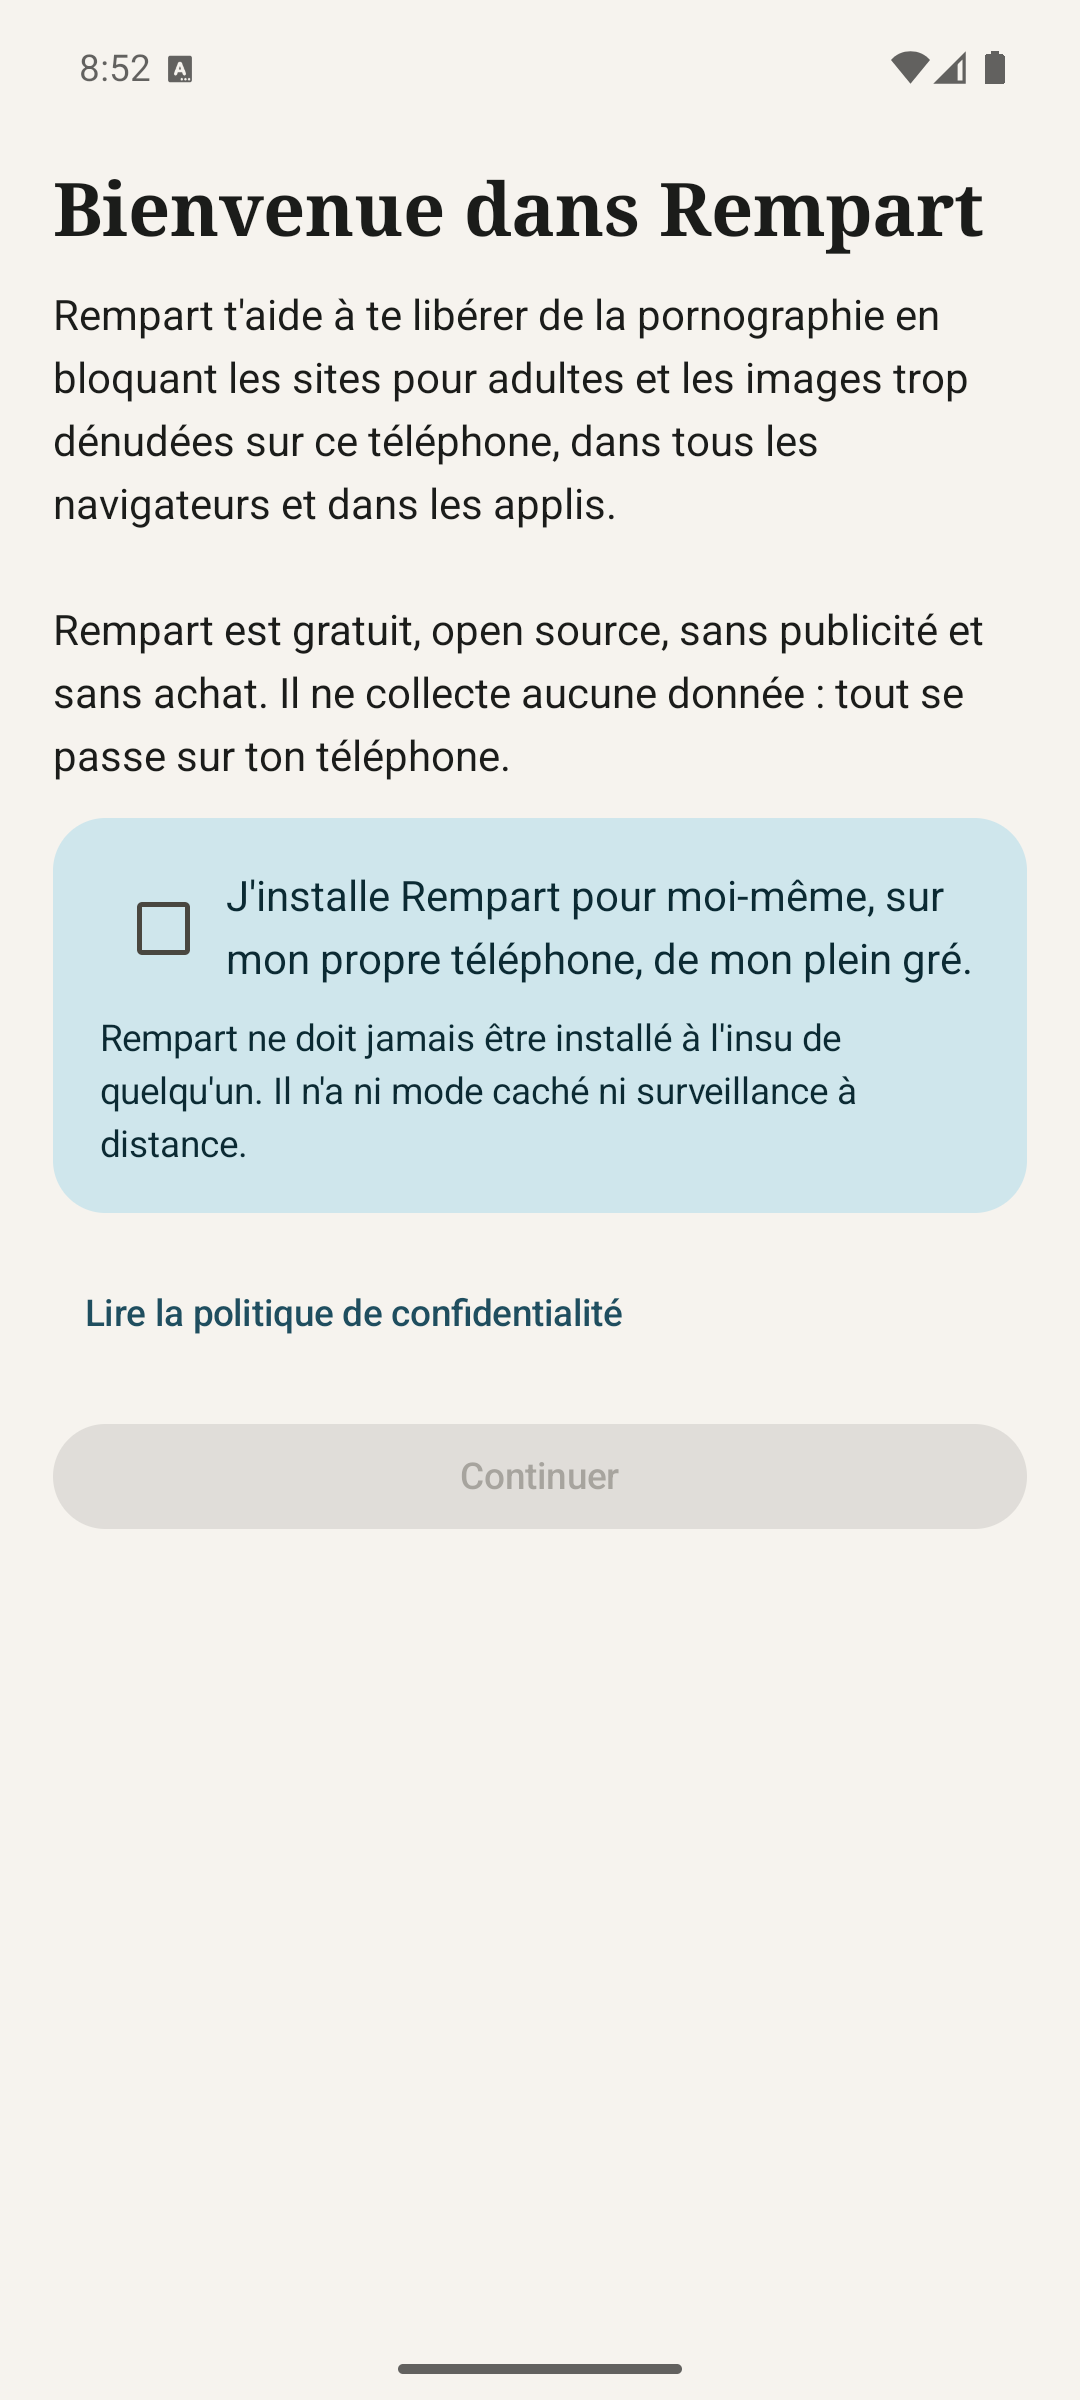 8:52
Bienvenue dans Rempart
Rempart t'aide à te libérer de la pornographie en
bloquant les sites pour adultes et les images trop
dénudées sur ce téléphone, dans tous les
navigateurs et dans les applis.
Rempart est gratuit, open source, sans publicité et
sans achat. Il ne collecte aucune donnée : tout se
passe sur ton téléphone.
J'installe Rempart pour moi-même, sur
mon propre téléphone, de mon plein gré.
Rempart ne doit jamais être installé à l'insu de
quelqu'un. Il n'a ni mode caché ni surveillance à
distance.
Lire la politique de confidentialité
Continuer